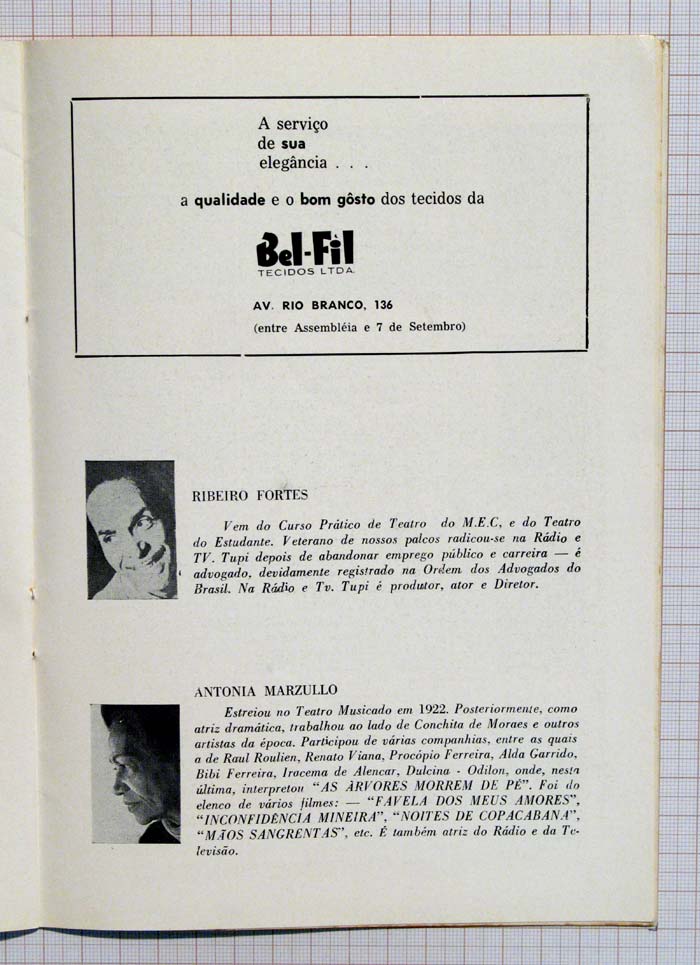 A serviço
de sua
elegância . . .
a qualidade e o bom gôsto dos tecidos da
Bel-Fil
TECIDOS LTDA.
AV. RIO BRANCO, 136
(entre Assembléia e 7 de Setembro)
RIBEIRO FORTES
Vem do Curso Prático de Teatro do M.E.C, e do Teatro
do Estudante. Veterano de nossos palcos radicou-se na Rádio e
TV. Tupi depois de abandonar emprego público e carreira — é
advogado, devidamente registrado na Ordem dos Advogados do
Brasil. Na Rádio e Tv. Tupi é produtor, ator e Diretor.
ANTONIA MARZULLO
Estreiou no Teatro Musicado em 1922. Posteriormente, como
atriz dramática, trabalhou ao lado de Conchita de Moraes e outros
artistas da época. Participou de várias companhias, entre as quais
a de Raul Roulien, Renato Viana, Procópio Ferreira, Alda Garrido,
Bibi Ferreira, Iracema de Alencar, Dulcina - Odilon, onde, nesta
última, interpretou "AS ÁRVORES MORREM DE PÉ". Foi do
elenco de vários filmes: — "FAVELA DOS MEUS AMORES",
"INCONFIDÊNCIA MINEIRA", "NOITES DE COPACABANA",
"MÃOS SANGRENTAS", etc. É também atriz do Rádio e da Te-
levisão.